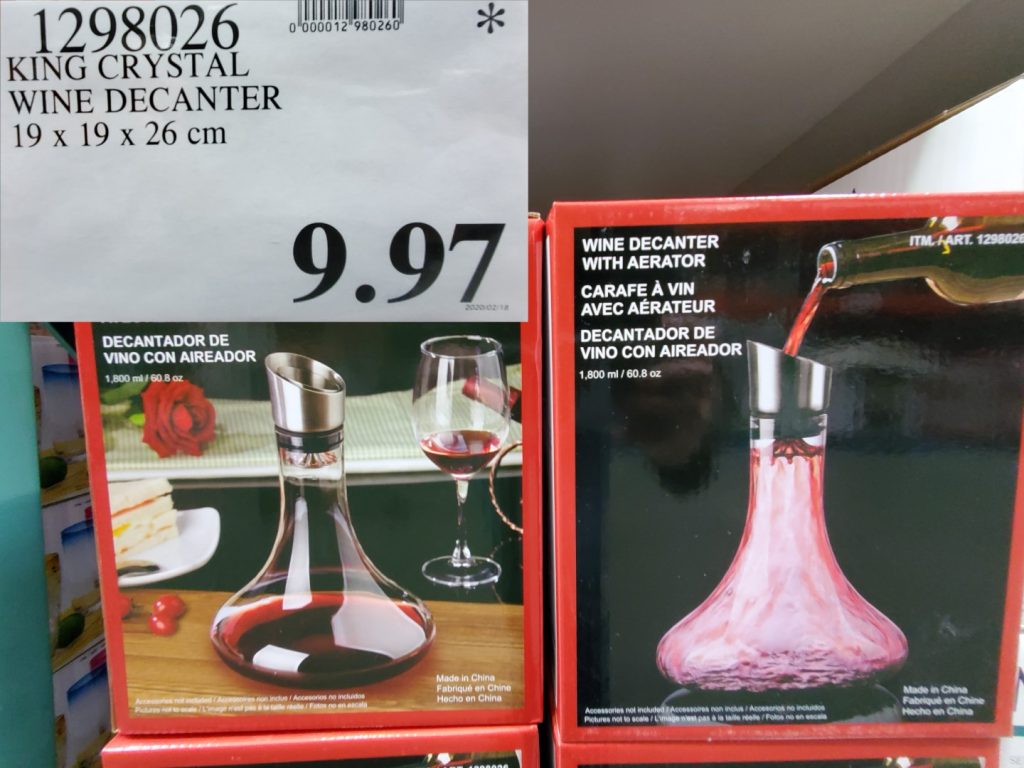 1298026
KING CRYSTAL
WINE DECANTER
19 x 19 x 26 cm
0 000012 980260
*
9.97
2020/02/18
DECANTADOR DE
VINO CON AIREADOR
1,800 ml / 60.8 oz
Made in China
Fabriqué en Chine
Hecho en China
Accessories not included / Accessoires non inclus / Accesorios no incluidos
Pictures not to scale / L'image n'est pas à la taille réelle / Fotos no en escala
WINE DECANTER
WITH AERATOR
CARAFE À VIN
AVEC AÉRATEUR
DECANTADOR DE
VINO CON AIREADOR
1,800 ml / 60.8 oz
ITM. / ART. 1298026
Made in China
Fabriqué en Chine
Hecho en China
Accessories not included / Accessoires non inclus / Accesorios no incluidos
Pictures not to scale / L'image n'est pas à la taille réelle / Fotos no en escala
ITM. / ART. 1298026